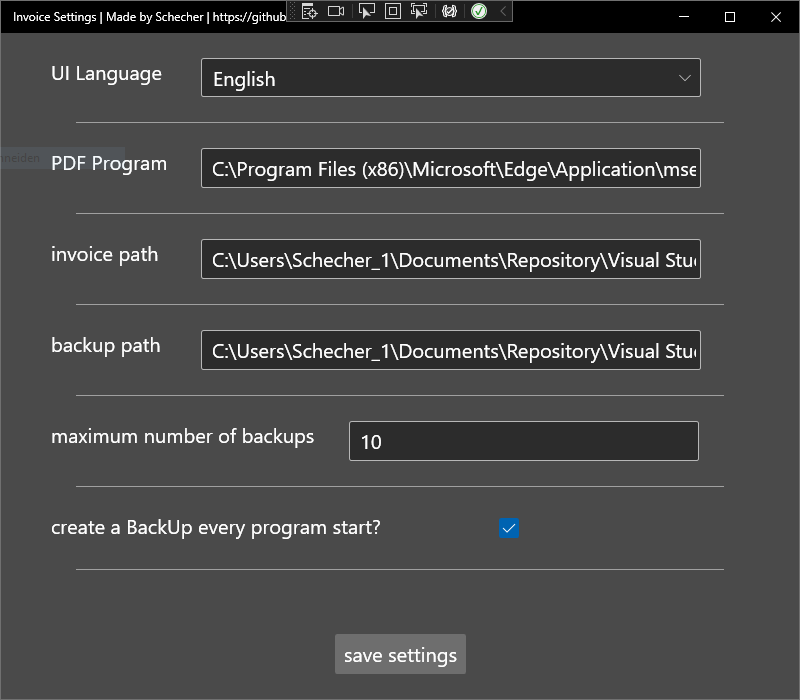 Invoice Settings | Made by Schecher | https://github
UI Language
English
neiden
PDF Program
C:\Program Files (x86)\Microsoft\Edge\Application\mse
invoice path
C:\Users\Schecher_1\Documents\Repository\Visual Stu
backup path
C:\Users\Schecher_1\Documents\Repository\Visual Stu
maximum number of backups
10
create a BackUp every program start?
save settings